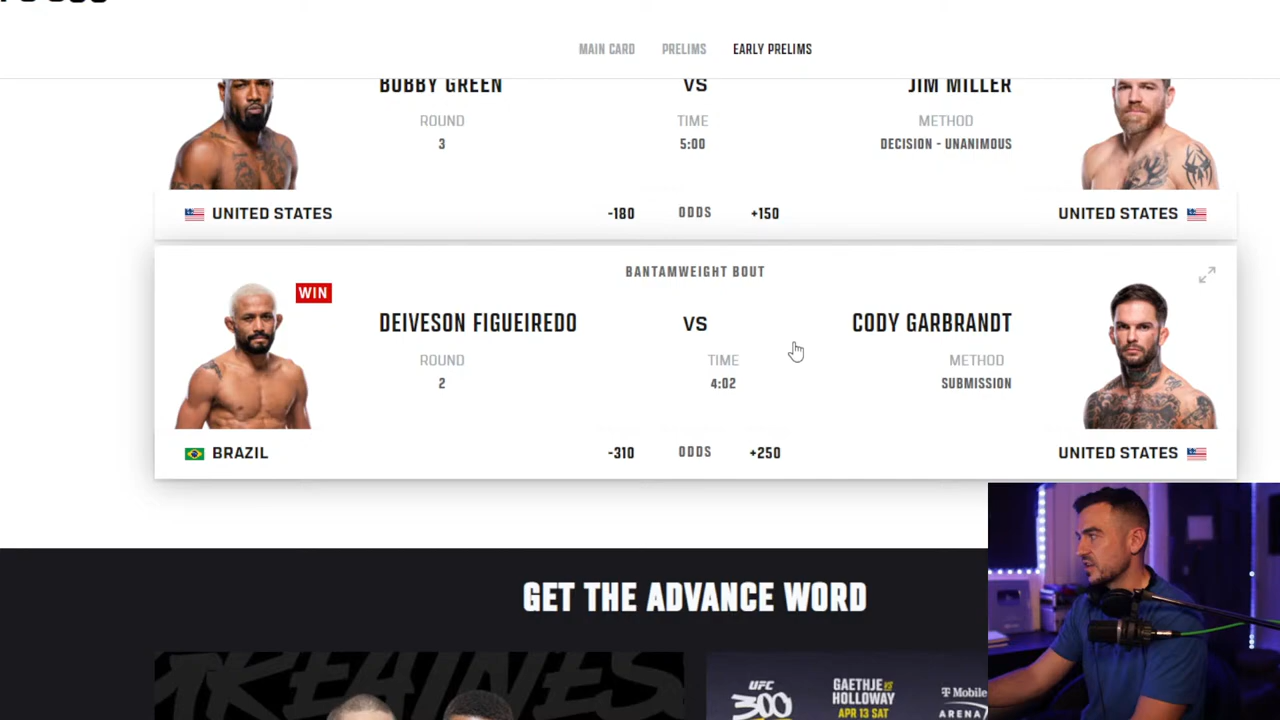 MAIN CARD PRELIMS EARLY PRELIMS
BOBBY GREEN VS JIM MILLER
ROUND TIME METHOD
3 5:00 DECISION - UNANIMOUS
UNITED STATES -180 ODDS +150 UNITED STATES
BANTAMWEIGHT BOUT
WIN
DEIVESON FIGUEIREDO VS CODY GARBRANDT
ROUND TIME METHOD
2 4:02 SUBMISSION
BRAZIL -310 ODDS +250 UNITED STATES
GET THE ADVANCE WORD
UFC
300
GAETHJE VS
HOLLOWAY
APR 13 SAT
T Mobile
ARENA